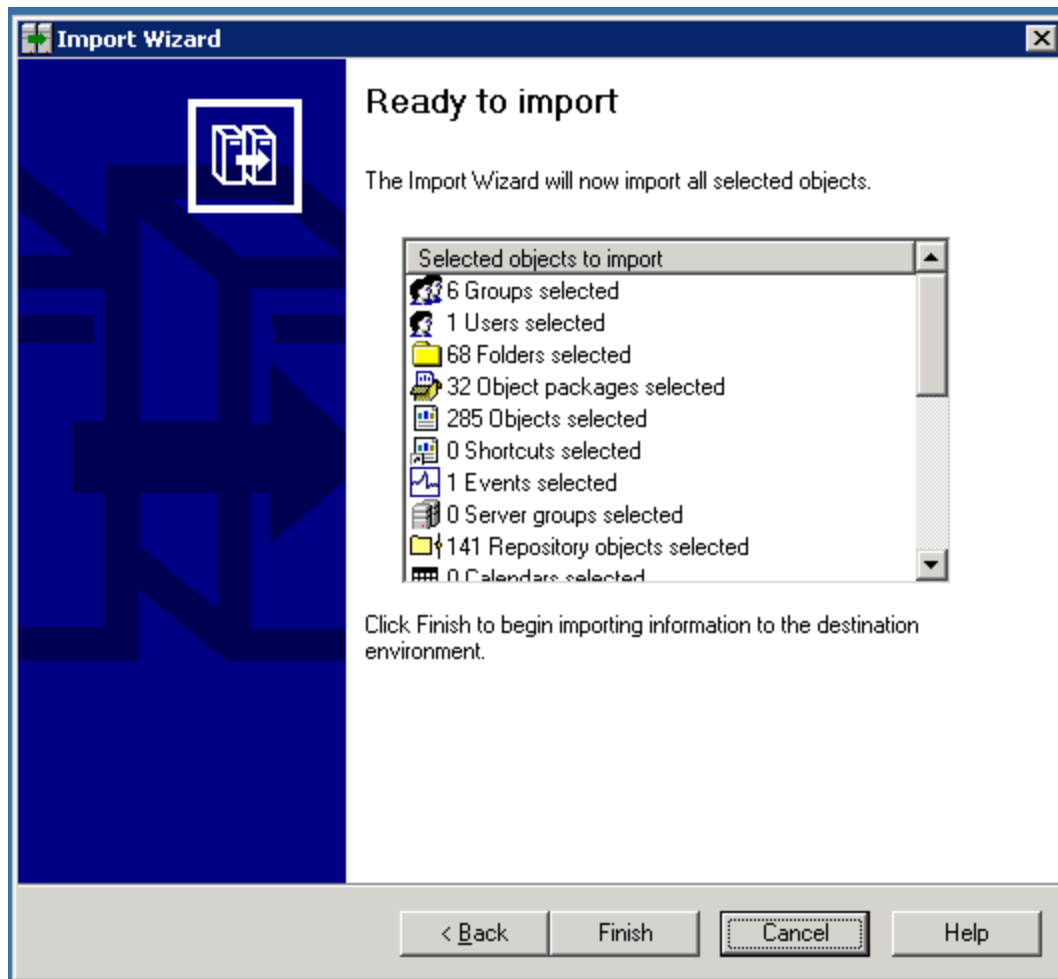 Import Wizard
Ready to import
The Import Wizard will now import all selected objects.
Selected objects to import
6 Groups selected
1 Users selected
68 Folders selected
32 Object packages selected
285 Objects selected
0 Shortcuts selected
1 Events selected
0 Server groups selected
141 Repository objects selected
0 Calendars selected
Click Finish to begin importing information to the destination
environment.
< Back
Finish
Cancel
Help